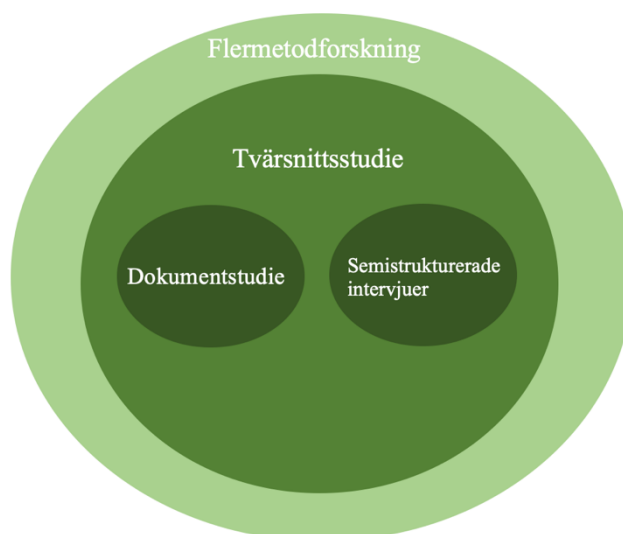 Flermetodforskning
Tvärsnittsstudie
Dokumentstudie
Semistrukturerade
intervjuer